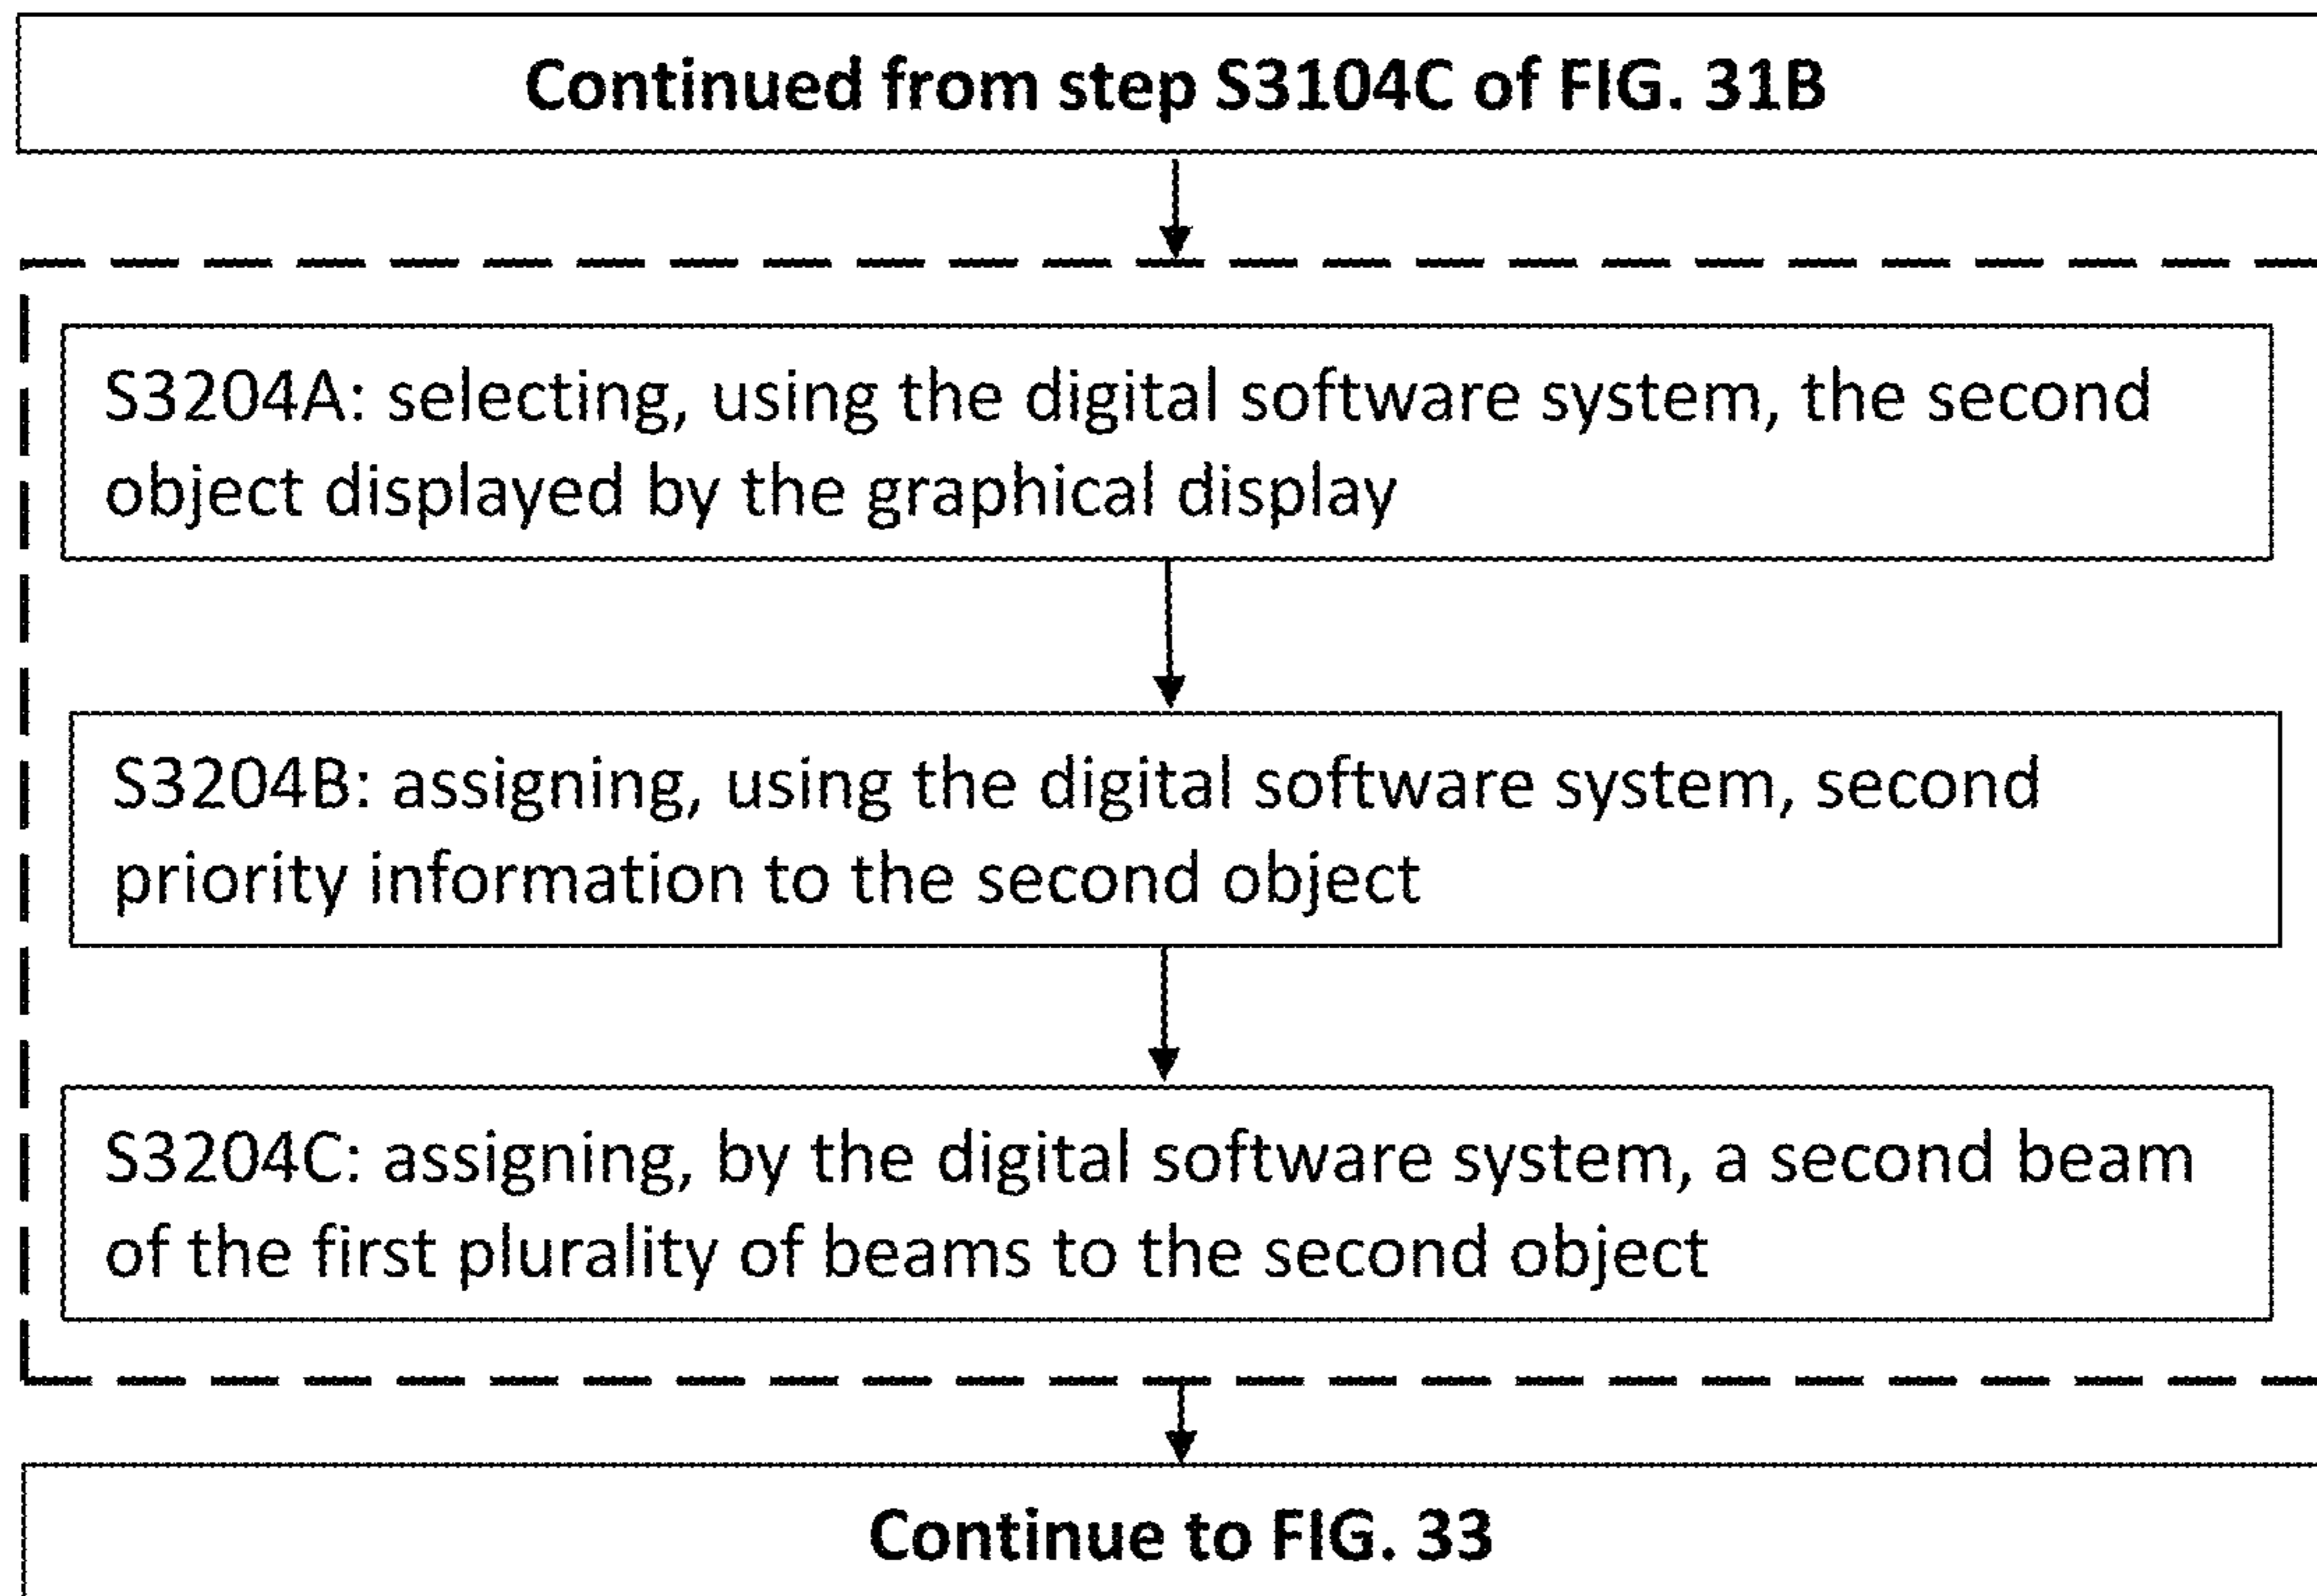 Continued from step S3104C of FIG. 31B
S3204A: selecting, using the digital software system, the second
object displayed by the graphical display
S3204B: assigning, using the digital software system, second
priority information to the second object
S3204C: assigning, by the digital software system, a second beam
of the first plurality of beams to the second object
Continue to FIG. 33